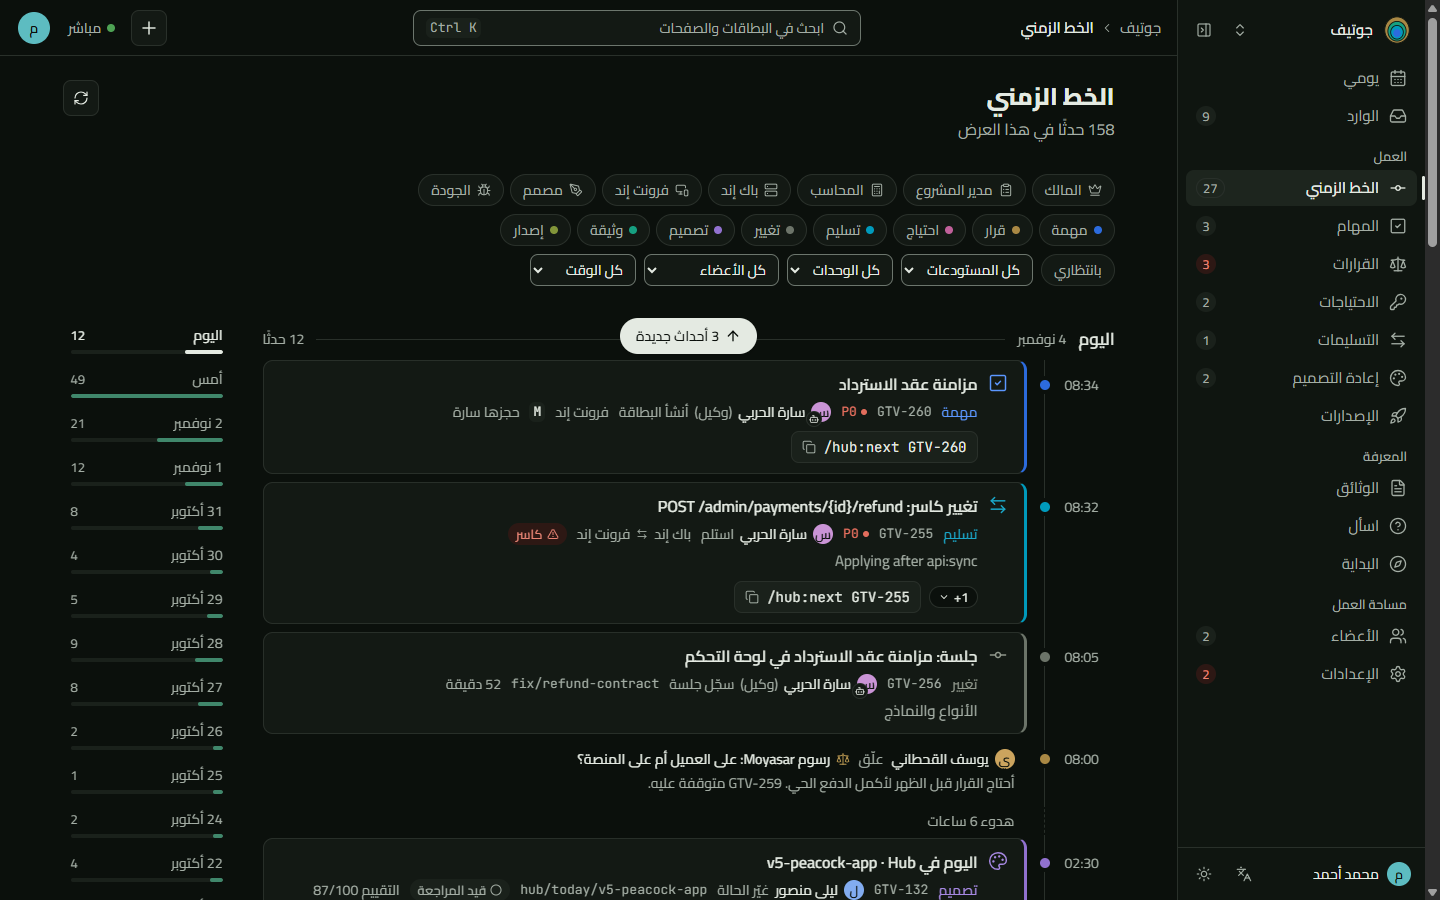 جوتيف
يومي
الوارد 9
العمل
الخط الزمني 27
المهام 3
القرارات 3
الاحتياجات 2
التسليمات 1
إعادة التصميم 2
الإصدارات
المعرفة
الوثائق
اسأل
البداية
مساحة العمل
الأعضاء 2
الإعدادات 2
م محمد أحمد
جوتيف الخط الزمني
ابحث في البطاقات والصفحات Ctrl K
مباشر م
الخط الزمني
158 حدثًا في هذا العرض
المالك مدير المشروع المحاسب باك إند فرونت إند مصمم الجودة
مهمة قرار احتياج تسليم تغيير تصميم وثيقة إصدار
بانتظاري كل المستودعات كل الوحدات كل الأعضاء كل الوقت
3 أحداث جديدة
اليوم 4 نوفمبر 12 حدثًا
08:34
مزامنة عقد الاسترداد
مهمة GTV-260 P0 س سارة الحربي (وكيل) أنشأ البطاقة فرونت إند M حجزها سارة
/hub:next GTV-260
08:32
تغيير كاسر: POST /admin/payments/{id}/refund
تسليم GTV-255 P0 س سارة الحربي استلم باك إند فرونت إند كاسر
Applying after api:sync
+1 /hub:next GTV-255
08:05
جلسة: مزامنة عقد الاسترداد في لوحة التحكم
تغيير GTV-256 س سارة الحربي (وكيل) سجّل جلسة fix/refund-contract 52 دقيقة
الأنواع والنماذج
08:00
ي يوسف القحطاني علّق رسوم Moyasar: على العميل أم على المنصة؟
أحتاج القرار قبل الظهر لأكمل الدفع الحي. GTV-259 متوقفة عليه.
هدوء 6 ساعات
02:30
اليوم في v5-peacock-app · Hub
تصميم GTV-132 ل ليلى منصور غيّر الحالة hub/today/v5-peacock-app قيد المراجعة التقييم 87/100
اليوم 12
أمس 49
2 نوفمبر 21
1 نوفمبر 12
31 أكتوبر 8
30 أكتوبر 4
29 أكتوبر 5
28 أكتوبر 9
27 أكتوبر 8
26 أكتوبر 2
25 أكتوبر 1
24 أكتوبر 2
22 أكتوبر 4